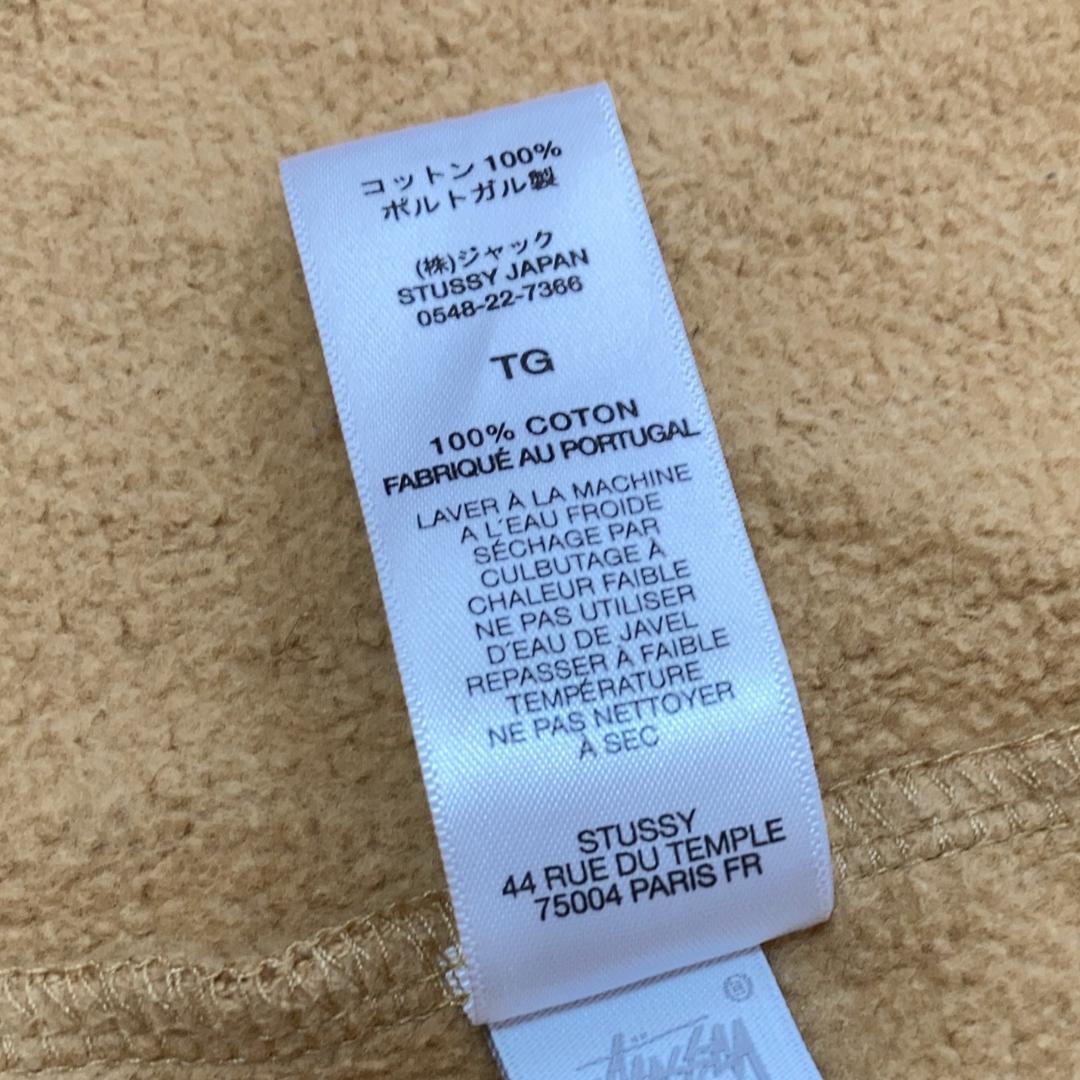 コットン 100%
ポルトガル製
(株)ジャック
STUSSY JAPAN
0548-22-7366
TG
100% COTON
FABRIQUÉ AU PORTUGAL
LAVER À LA MACHINE
A L'EAU FROIDE
SÉCHAGE PAR
CULBUTAGE À
CHALEUR FAIBLE
NE PAS UTILISER
D'EAU DE JAVEL
REPASSER À FAIBLE
TEMPÉRATURE
NE PAS NETTOYER
À SEC
STUSSY
44 RUE DU TEMPLE
75004 PARIS FR